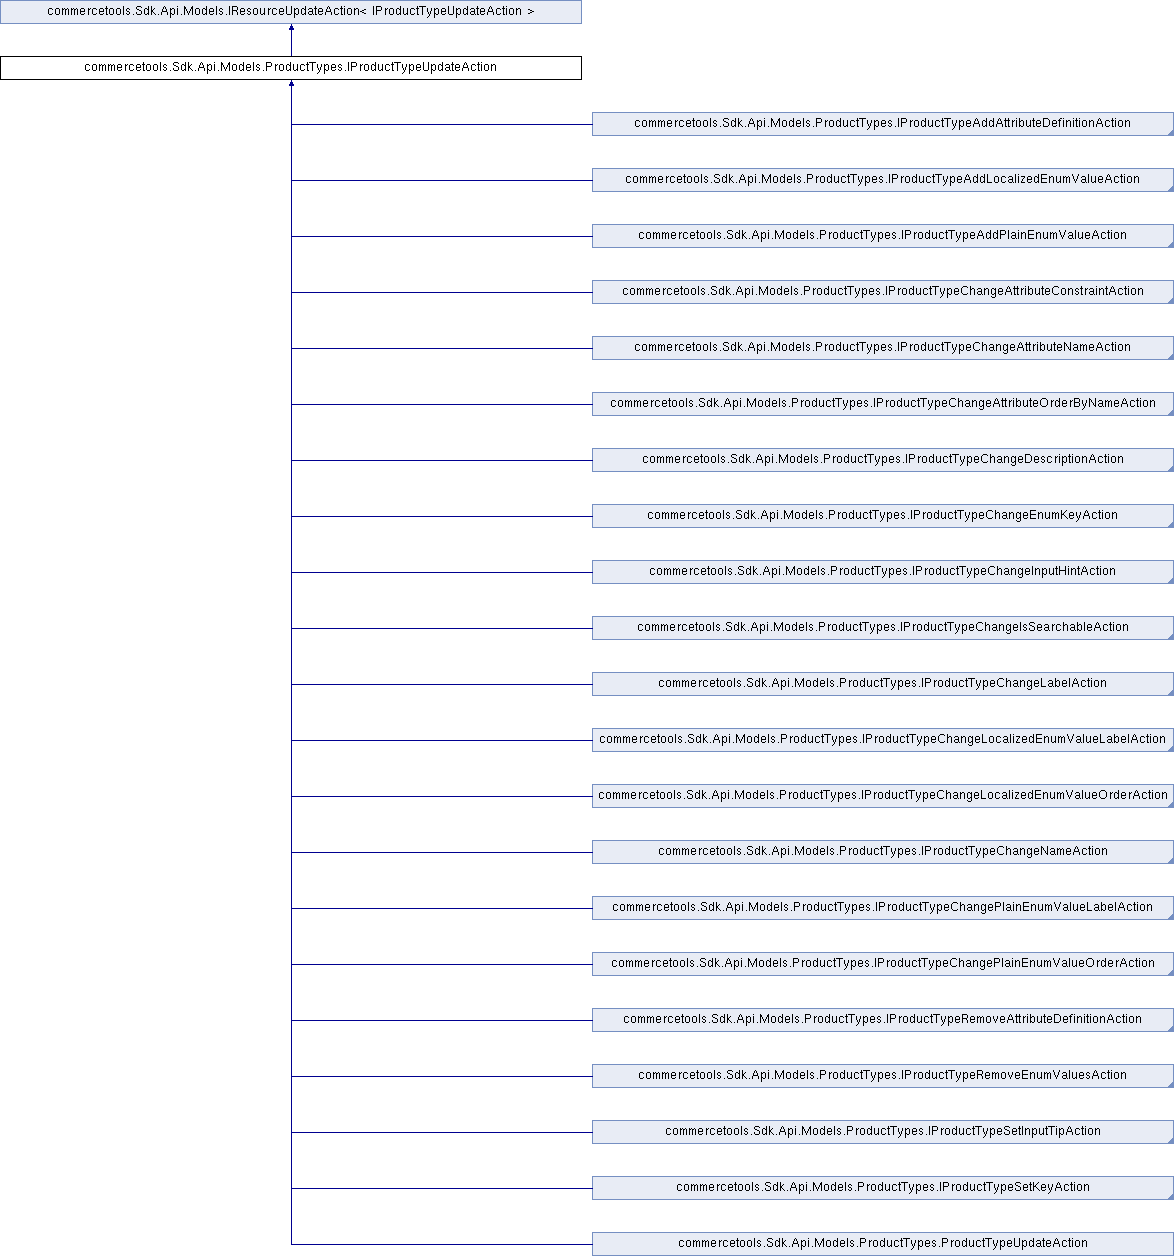 commercetools.Sdk.Api.Models.IResourceUpdateAction< IProductTypeUpdateAction >
commercetools.Sdk.Api.Models.ProductTypes.IProductTypeUpdateAction
commercetools.Sdk.Api.Models.ProductTypes.IProductTypeAddAttributeDefinitionAction
commercetools.Sdk.Api.Models.ProductTypes.IProductTypeAddLocalizedEnumValueAction
commercetools.Sdk.Api.Models.ProductTypes.IProductTypeAddPlainEnumValueAction
commercetools.Sdk.Api.Models.ProductTypes.IProductTypeChangeAttributeConstraintAction
commercetools.Sdk.Api.Models.ProductTypes.IProductTypeChangeAttributeNameAction
commercetools.Sdk.Api.Models.ProductTypes.IProductTypeChangeAttributeOrderByNameAction
commercetools.Sdk.Api.Models.ProductTypes.IProductTypeChangeDescriptionAction
commercetools.Sdk.Api.Models.ProductTypes.IProductTypeChangeEnumKeyAction
commercetools.Sdk.Api.Models.ProductTypes.IProductTypeChangeInputHintAction
commercetools.Sdk.Api.Models.ProductTypes.IProductTypeChangeIsSearchableAction
commercetools.Sdk.Api.Models.ProductTypes.IProductTypeChangeLabelAction
commercetools.Sdk.Api.Models.ProductTypes.IProductTypeChangeLocalizedEnumValueLabelAction
commercetools.Sdk.Api.Models.ProductTypes.IProductTypeChangeLocalizedEnumValueOrderAction
commercetools.Sdk.Api.Models.ProductTypes.IProductTypeChangeNameAction
commercetools.Sdk.Api.Models.ProductTypes.IProductTypeChangePlainEnumValueLabelAction
commercetools.Sdk.Api.Models.ProductTypes.IProductTypeChangePlainEnumValueOrderAction
commercetools.Sdk.Api.Models.ProductTypes.IProductTypeRemoveAttributeDefinitionAction
commercetools.Sdk.Api.Models.ProductTypes.IProductTypeRemoveEnumValuesAction
commercetools.Sdk.Api.Models.ProductTypes.IProductTypeSetInputTipAction
commercetools.Sdk.Api.Models.ProductTypes.IProductTypeSetKeyAction
commercetools.Sdk.Api.Models.ProductTypes.ProductTypeUpdateAction